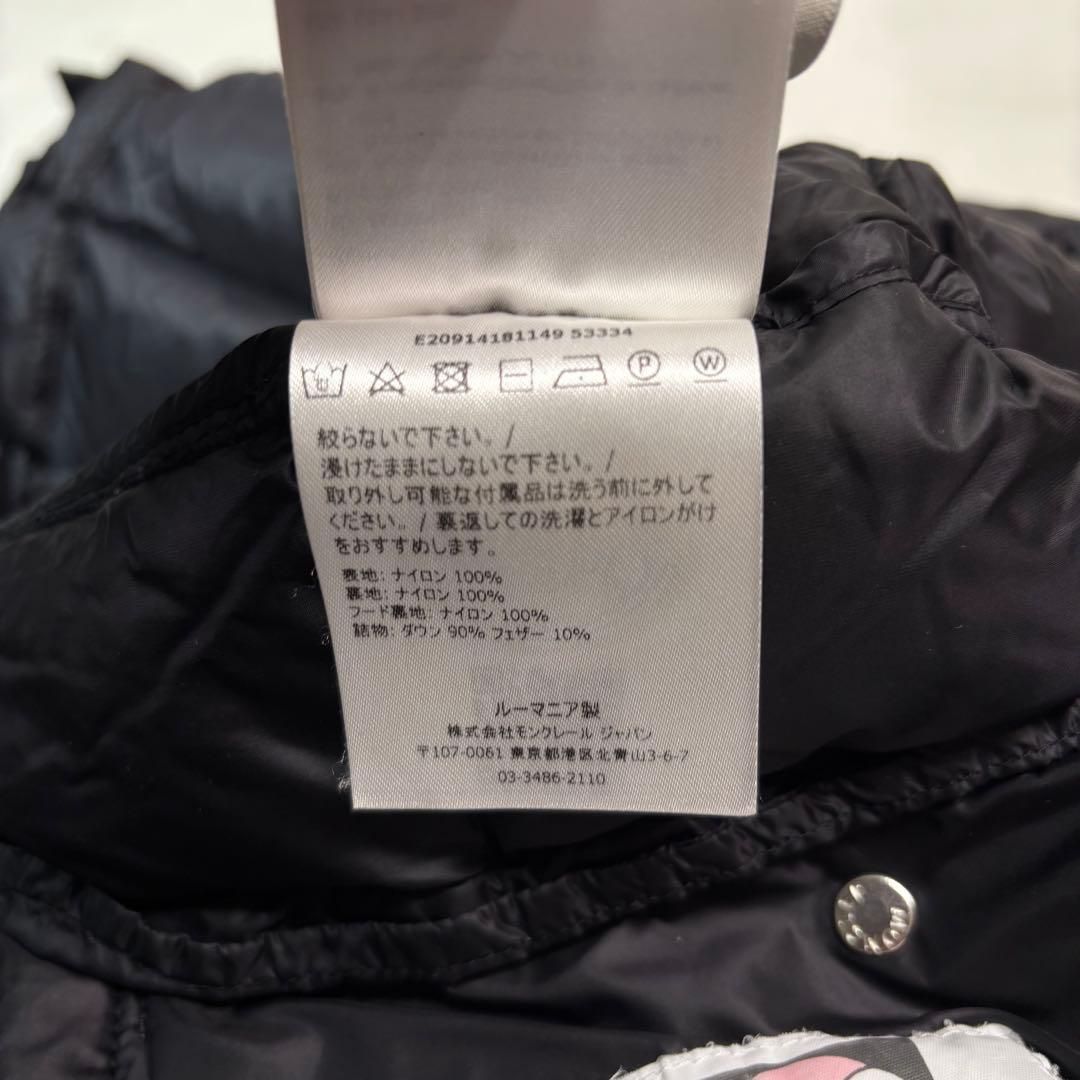 E20914181149 53334
P W
絞らないで下さい。/
浸けたままにしないで下さい。/
取り外し可能な付属品は洗う前に外して
ください。/ 裏返しての洗濯とアイロンがけ
をおすすめします。
表地: ナイロン 100%
裏地: ナイロン 100%
フード裏地: ナイロン 100%
詰物: ダウン 90% フェザー 10%
ルーマニア製
株式会社モンクレール ジャパン
〒107-0061 東京都港区北青山3-6-7
03-3486-2110